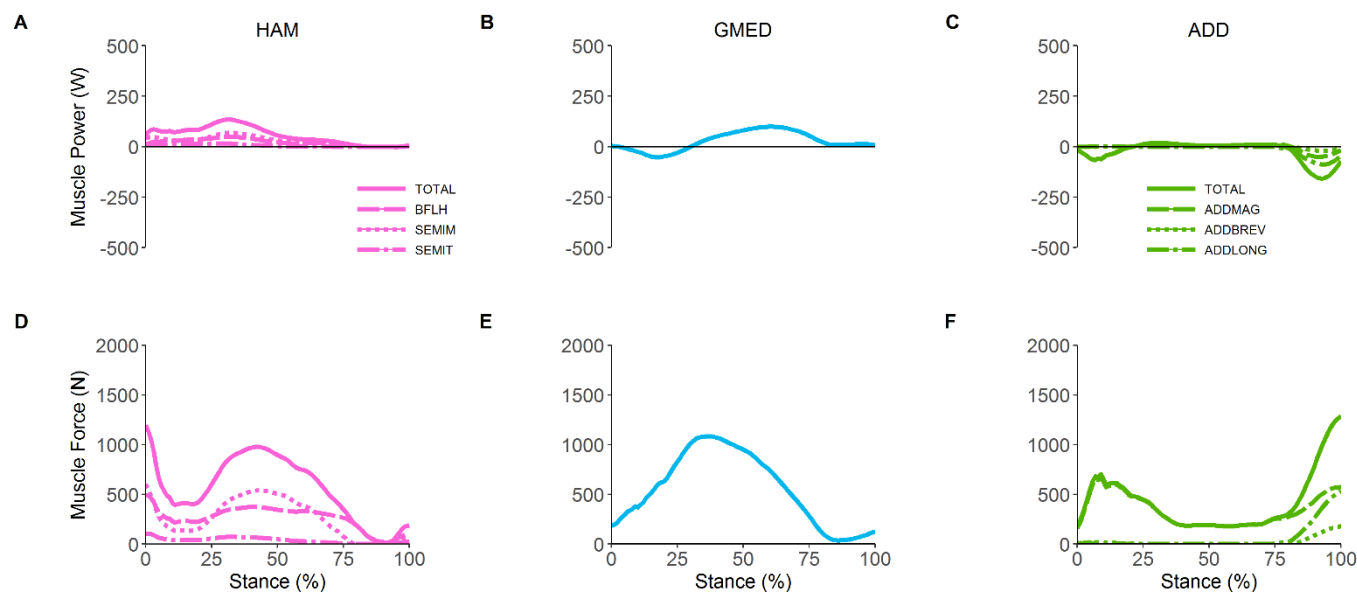 A HAM B GMED C ADD
Muscle Power (W)
500 500 500
250 250 250
0 0 0
-250 -250 -250
-500 -500 -500
TOTAL TOTAL
BFLH ADDMAG
SEMIM ADDBREV
SEMIT ADDLONG
D E F
Muscle Force (N)
2000 2000 2000
1500 1500 1500
1000 1000 1000
500 500 500
0 0 0
0 25 50 75 100 0 25 50 75 100 0 25 50 75 100
Stance (%) Stance (%) Stance (%)